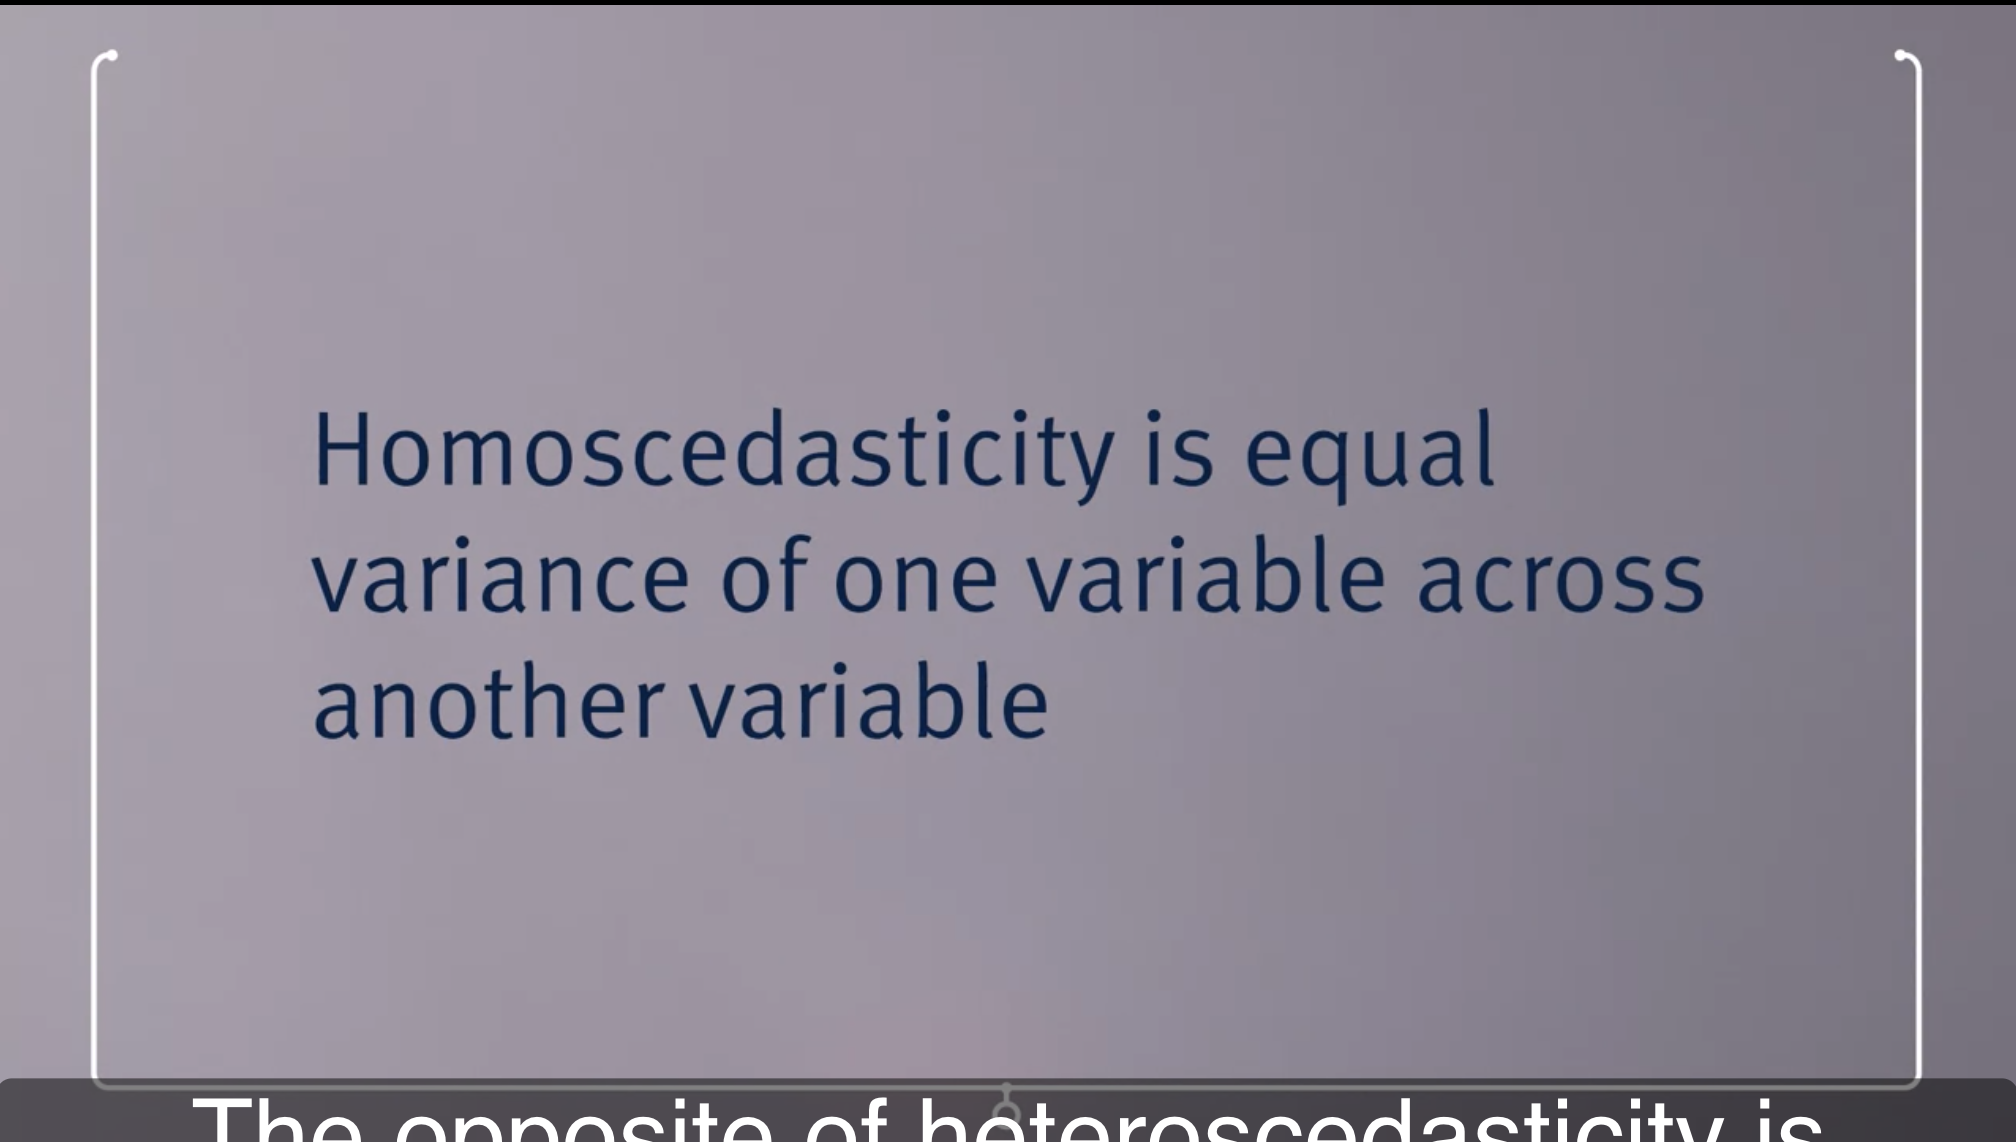 Homoscedasticity is equal
variance of one variable across
another variable
The opposite of heteroscedasticity is